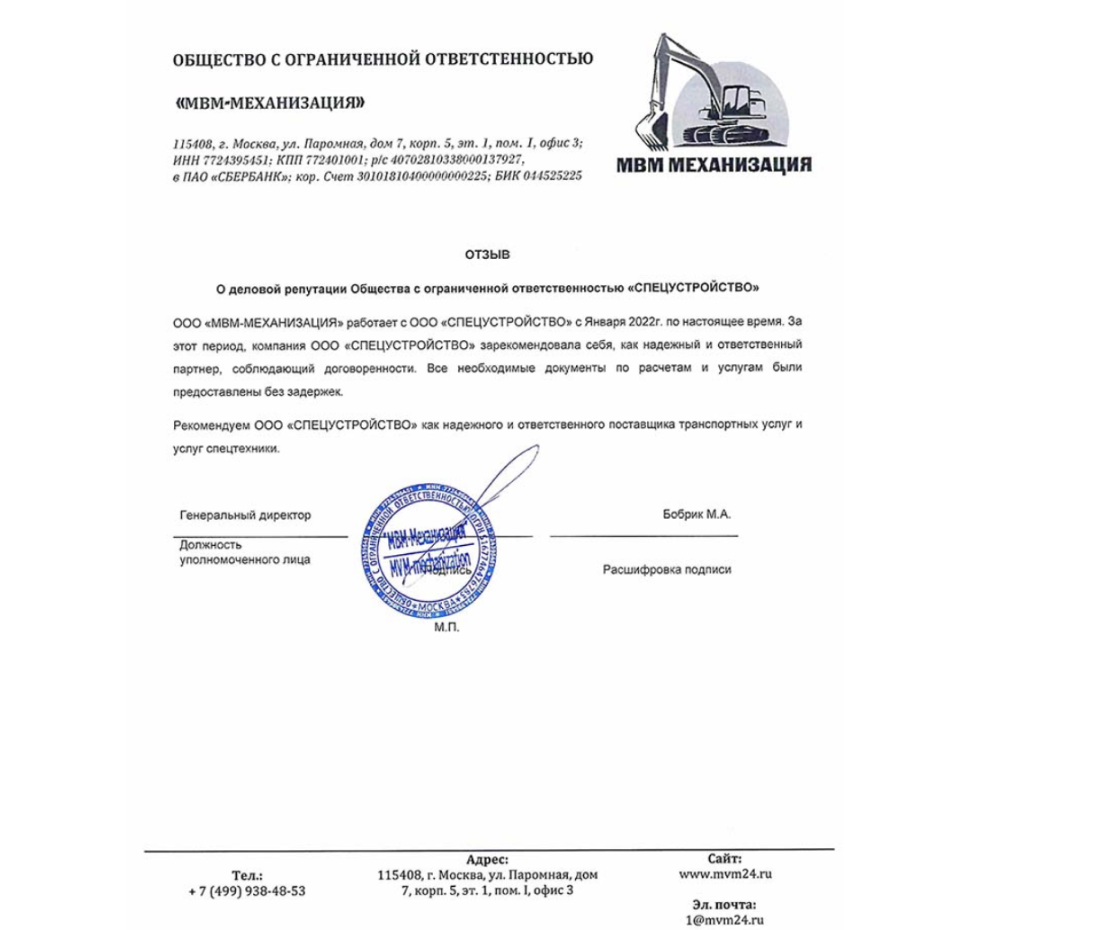 ОБЩЕСТВО С ОГРАНИЧЕННОЙ ОТВЕТСТЕННОСТЬЮ
«МВМ-МЕХАНИЗАЦИЯ»
115408, г. Москва, ул. Паромная, дом 7, корп. 5, эт. 1, пом. I, офис 3;
ИНН 7724395451; КПП 772401001; р/с 40702810338000137927,
в ПАО «СБЕРБАНК»; кор. Счет 30101810400000000225; БИК 044525225
МВМ МЕХАНИЗАЦИЯ
ОТЗЫВ
О деловой репутации Общества с ограниченной ответственностью «СПЕЦУСТРОЙСТВО»
ООО «МВМ-МЕХАНИЗАЦИЯ» работает с ООО «СПЕЦУСТРОЙСТВО» с Января 2022г. по настоящее время. За
этот период, компания ООО «СПЕЦУСТРОЙСТВО» зарекомендовала себя, как надежный и ответственный
партнер, соблюдающий договоренности. Все необходимые документы по расчетам и услугам были
предоставлены без задержек.
Рекомендуем ООО «СПЕЦУСТРОЙСТВО» как надежного и ответственного поставщика транспортных услуг и
услуг спецтехники.
Генеральный директор
Бобрик М.А.
Должность
уполномоченного лица
Подпись
Расшифровка подписи
ОБЩЕСТВО С ОГРАНИЧЕННОЙ ОТВЕТСТВЕННОСТЬЮ
"МВМ-Механизация"
MVM-mechanization
МОСКВА
М.П.
Тел.:
+ 7 (499) 938-48-53
Адрес:
115408, г. Москва, ул. Паромная, дом
7, корп. 5, эт. 1, пом. I, офис 3
Сайт:
www.mvm24.ru
Эл. почта:
1@mvm24.ru